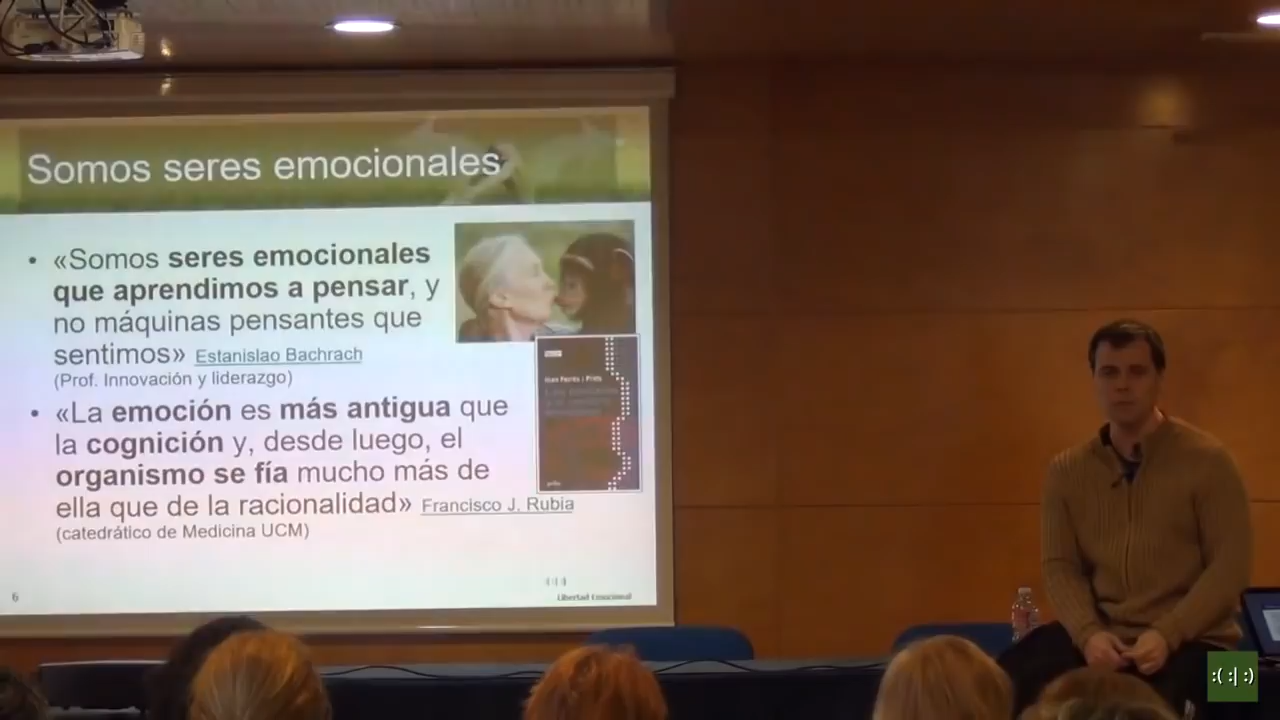 Somos seres emocionales
• «Somos seres emocionales
que aprendimos a pensar, y
no máquinas pensantes que
sentimos» Estanislao Bachrach
(Prof. Innovación y liderazgo)
• «La emoción es más antigua que
la cognición y, desde luego, el
organismo se fía mucho más de
ella que de la racionalidad» Francisco J. Rubia
(catedrático de Medicina UCM)
6
Libertad Emocional
:( :| :)